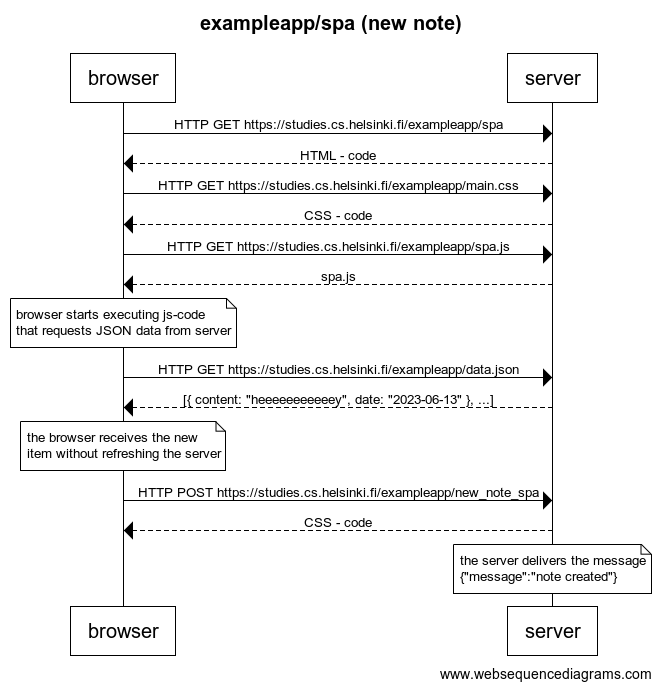 exampleapp/spa (new note)
browser
server
HTTP GET https://studies.cs.helsinki.fi/exampleapp/spa
HTML - code
HTTP GET https://studies.cs.helsinki.fi/exampleapp/main.css
CSS - code
HTTP GET https://studies.cs.helsinki.fi/exampleapp/spa.js
spa.js
browser starts executing js-code
that requests JSON data from server
HTTP GET https://studies.cs.helsinki.fi/exampleapp/data.json
[{ content: "heeeeeeeeeeey", date: "2023-06-13" }, ...]
the browser receives the new
item without refreshing the server
HTTP POST https://studies.cs.helsinki.fi/exampleapp/new_note_spa
CSS - code
the server delivers the message
{"message":"note created"}
browser
server
www.websequencediagrams.com